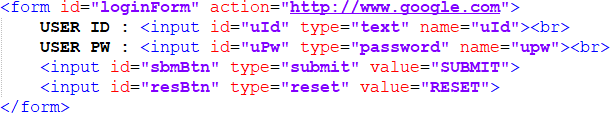 <form id="loginForm" action="http://www.google.com">
USER ID : <input id="uId" type="text" name="uId"><br>
USER PW : <input id="uPw" type="password" name="upw"><br>
<input id="sbmBtn" type="submit" value="SUBMIT">
<input id="resBtn" type="reset" value="RESET">
</form>